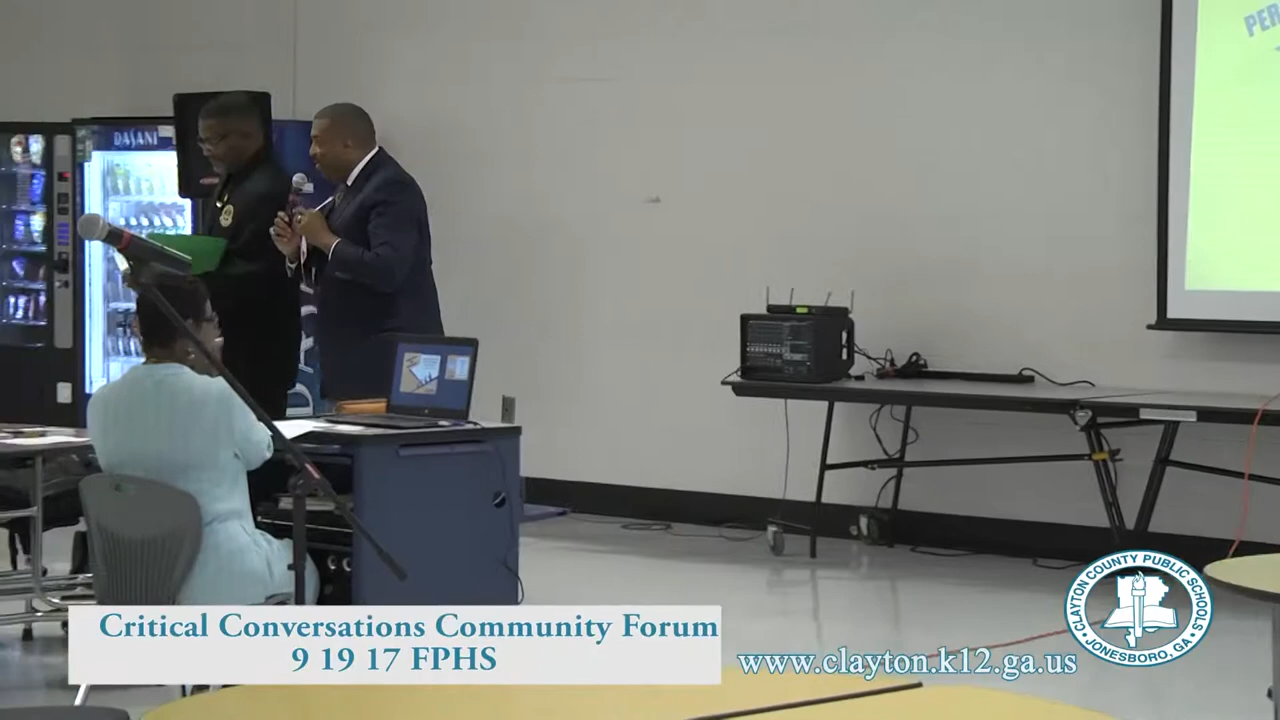 PER
DASANI
Critical Conversations Community Forum
9 19 17 FPHS
www.clayton.k12.ga.us
CLAYTON COUNTY PUBLIC SCHOOLS
JONESBORO, GA